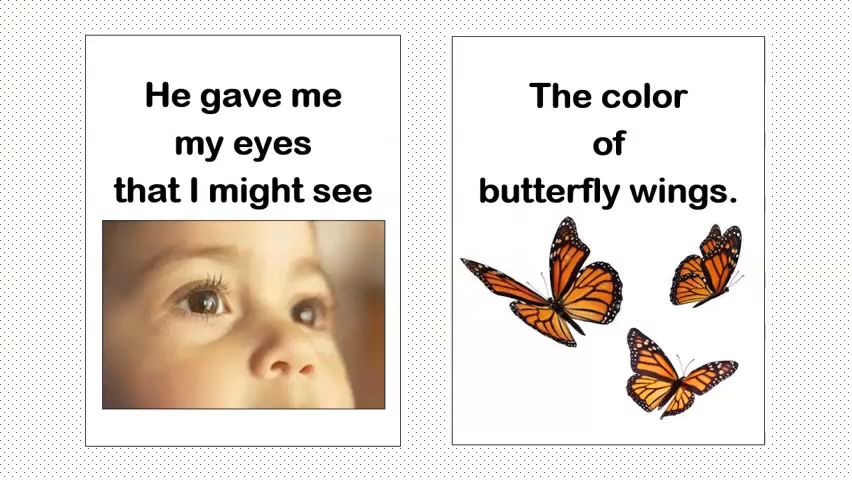 He gave me
my eyes
that I might see
The color
of
butterfly wings.